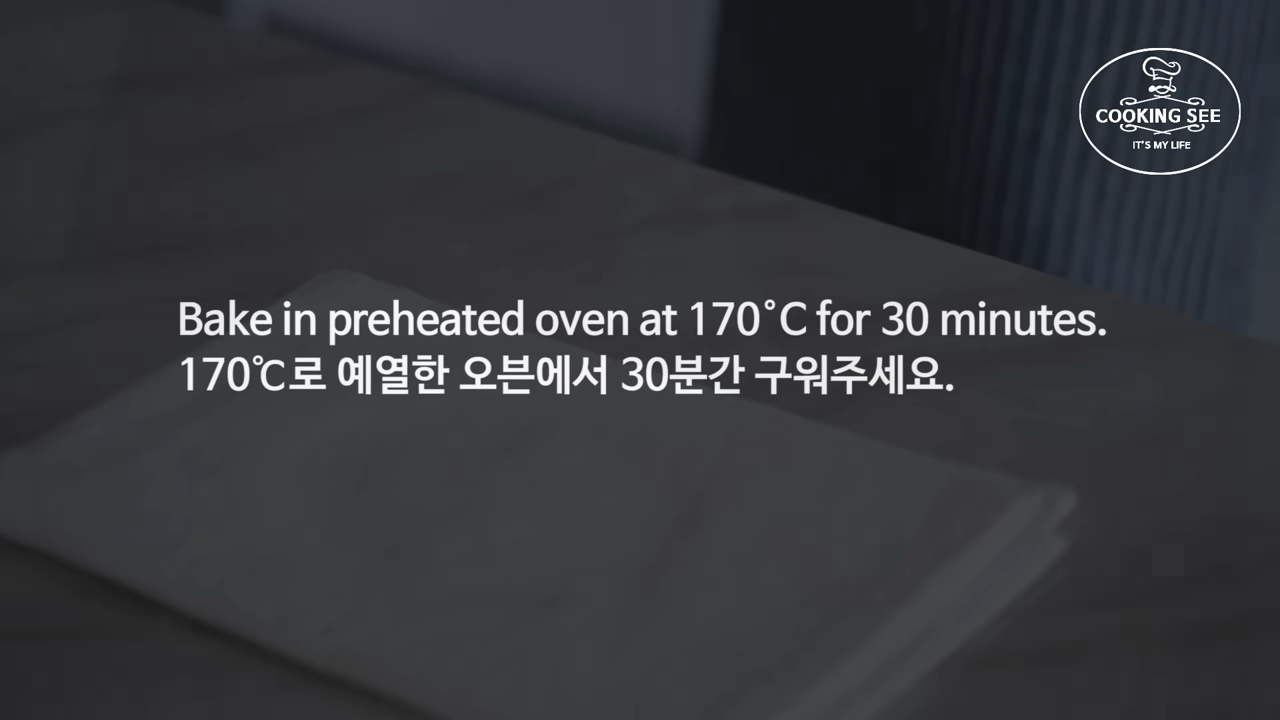 COOKING SEE
IT'S MY LIFE
Bake in preheated oven at 170˚C for 30 minutes.
170℃로 예열한 오븐에서 30분간 구워주세요.